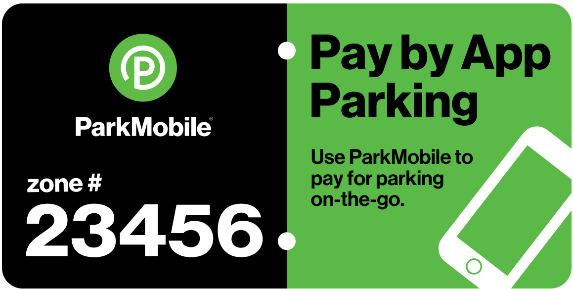 ParkMobile
zone #
23456
Pay by App
Parking
Use ParkMobile to
pay for parking
on-the-go.